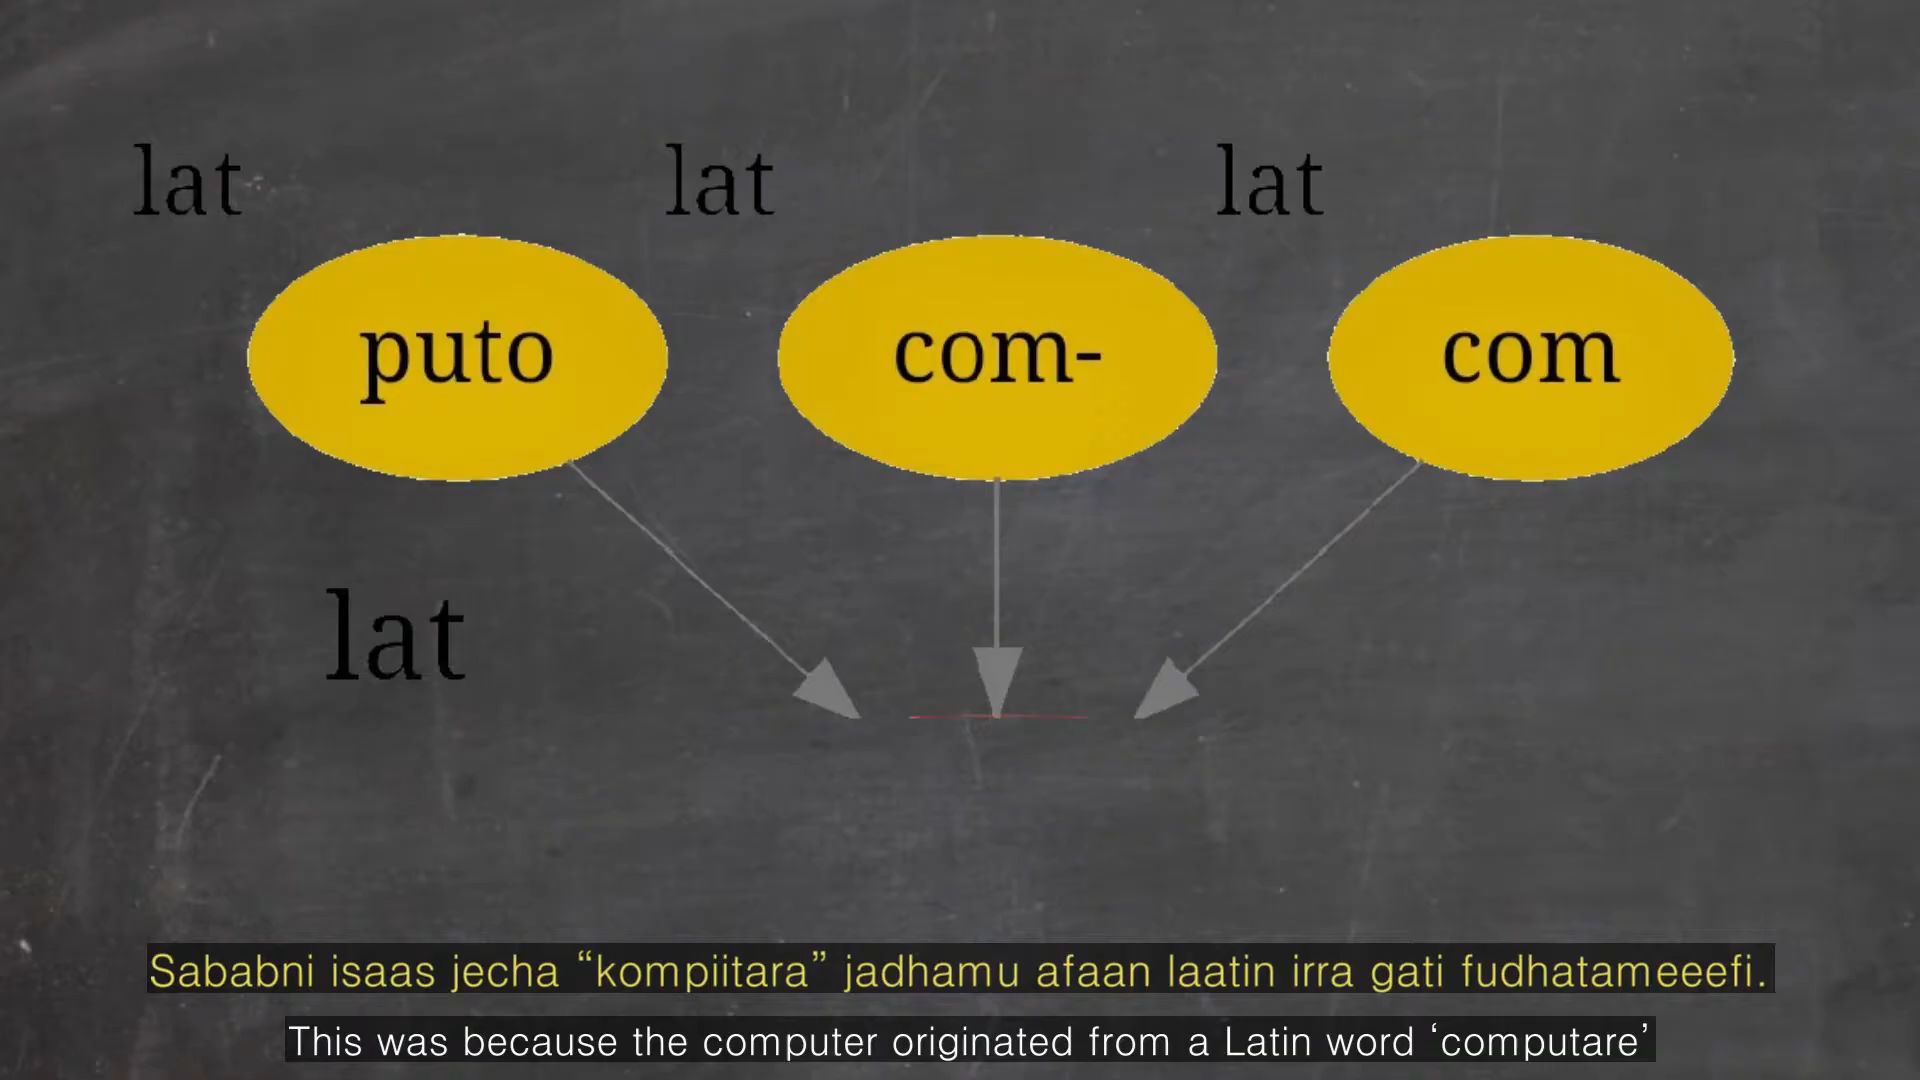 lat lat lat
puto com- com
lat
Sababni isaas jecha “kompiitara” jadhamu afaan laatin irra gati fudhatameeefi.
This was because the computer originated from a Latin word ‘computare’